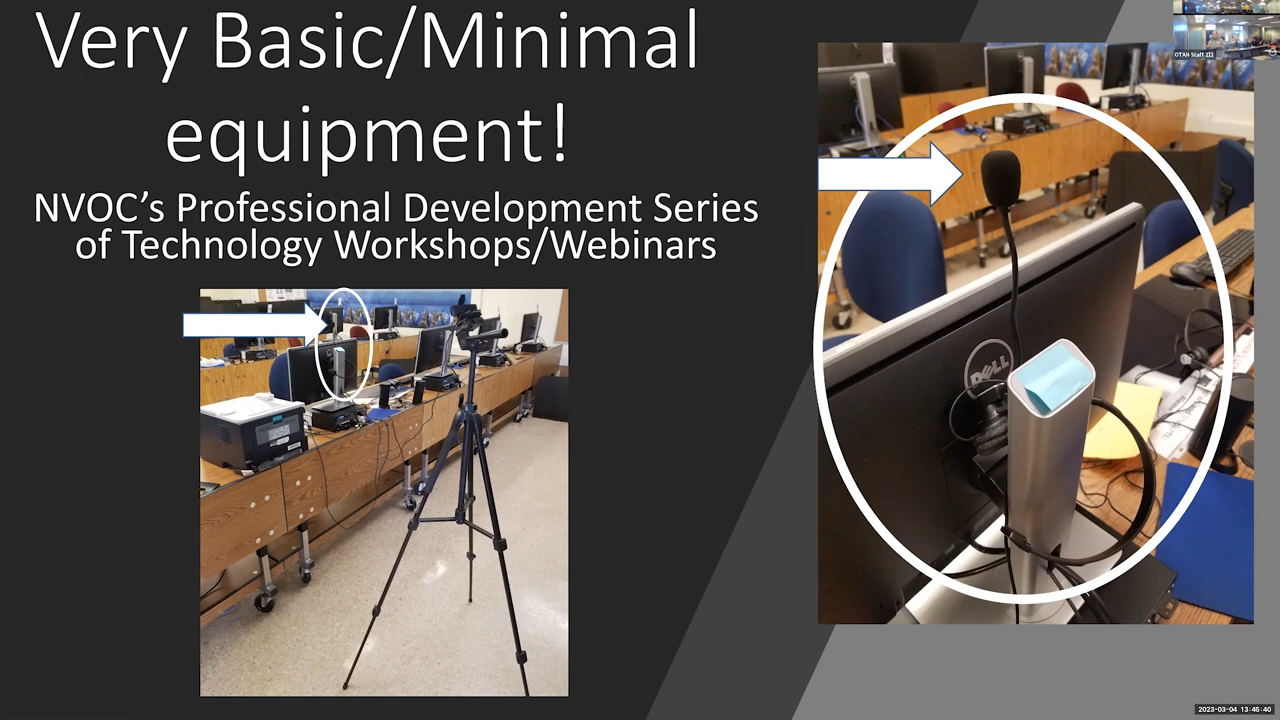 Very Basic/Minimal
equipment!
NVOC’s Professional Development Series
of Technology Workshops/Webinars
OTAN Staff 211
DELL
2023-03-04 13:45:40